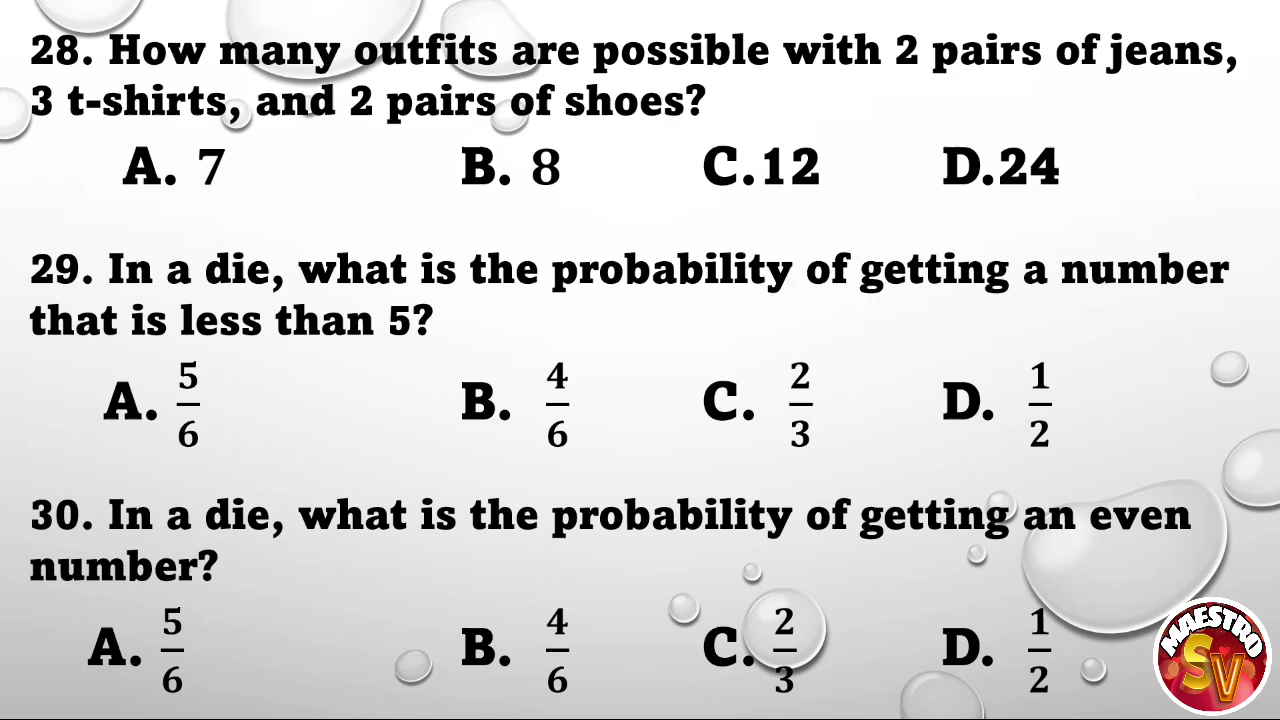 28. How many outfits are possible with 2 pairs of jeans,
3 t-shirts, and 2 pairs of shoes?
A. 7 B. 8 C.12 D.24
29. In a die, what is the probability of getting a number
that is less than 5?
A. 5/6 B. 4/6 C. 2/3 D. 1/2
30. In a die, what is the probability of getting an even
number?
A. 5/6 B. 4/6 C. 2/3 D. 1/2
MAESTRO
SV